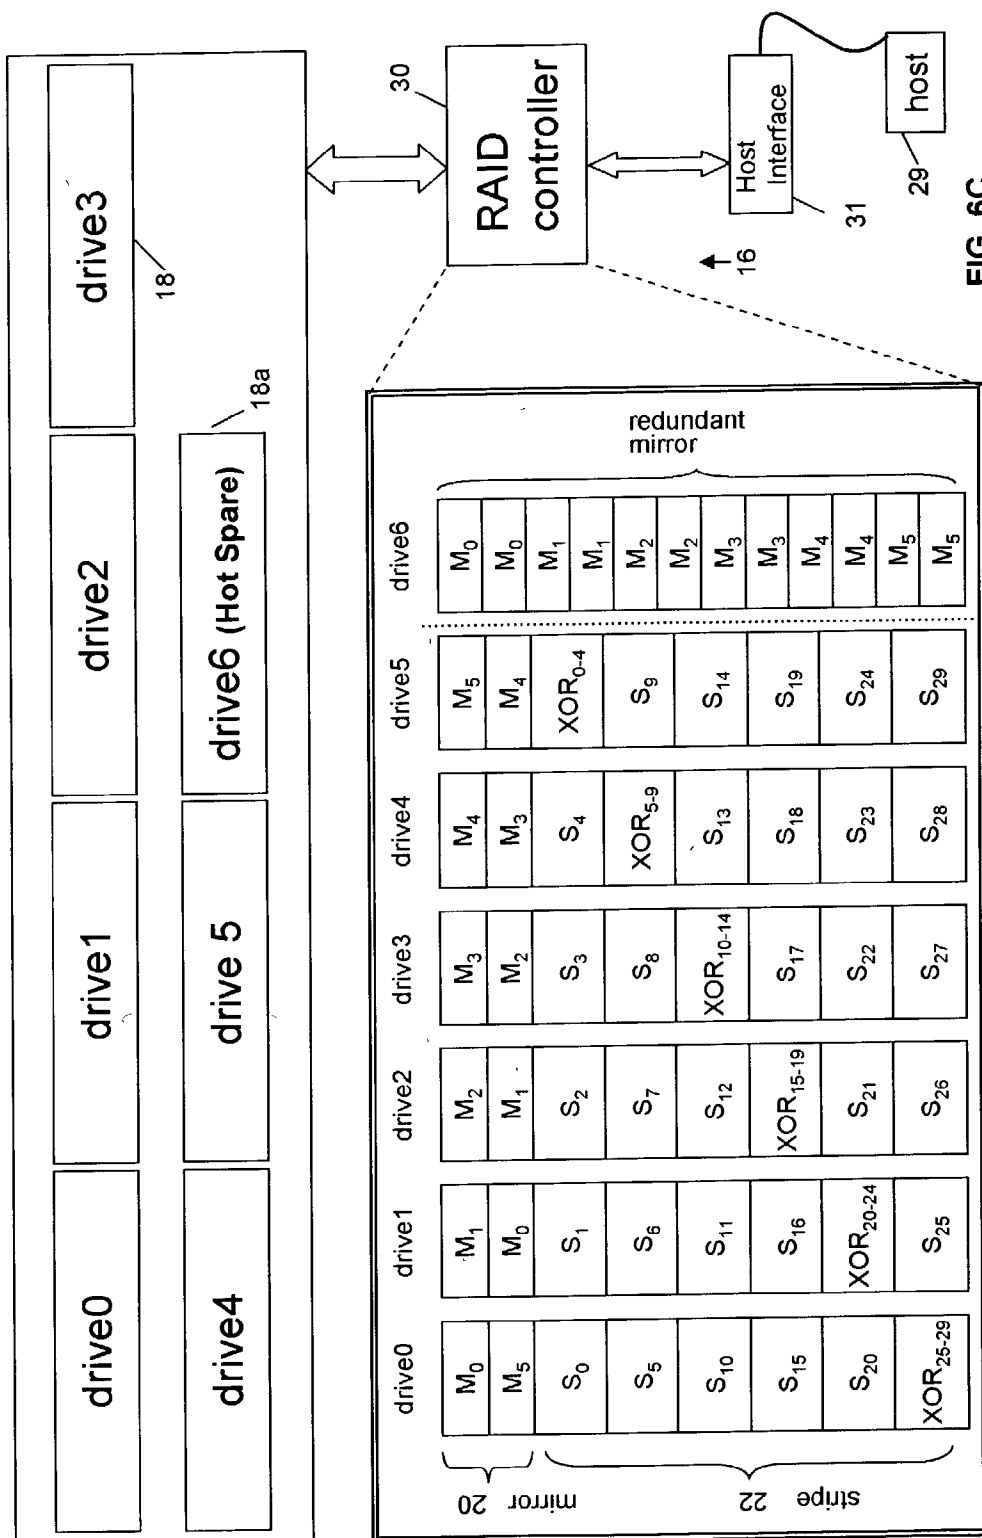 drive0
drive1
drive2
drive3
18
drive4
drive 5
drive6 (Hot Spare)
18a
RAID
controller
30
Host
Interface
31
host
29
16
FIG. 6C
drive0
drive1
drive2
drive3
drive4
drive5
drive6
mirror 20
M0 M1 M2 M3 M4 M5
M5 M0 M1 M2 M3 M4
stripe 22
S0 S1 S2 S3 S4 XOR0-4
S5 S6 S7 S8 XOR5-9 S9
S10 S11 S12 XOR10-14 S13 S14
S15 S16 XOR15-19 S17 S18 S19
S20 XOR20-24 S21 S22 S23 S24
XOR25-29 S25 S26 S27 S28 S29
M0
M0
M1
M1
M2
M2
M3
M3
M4
M4
M5
M5
redundant
mirror